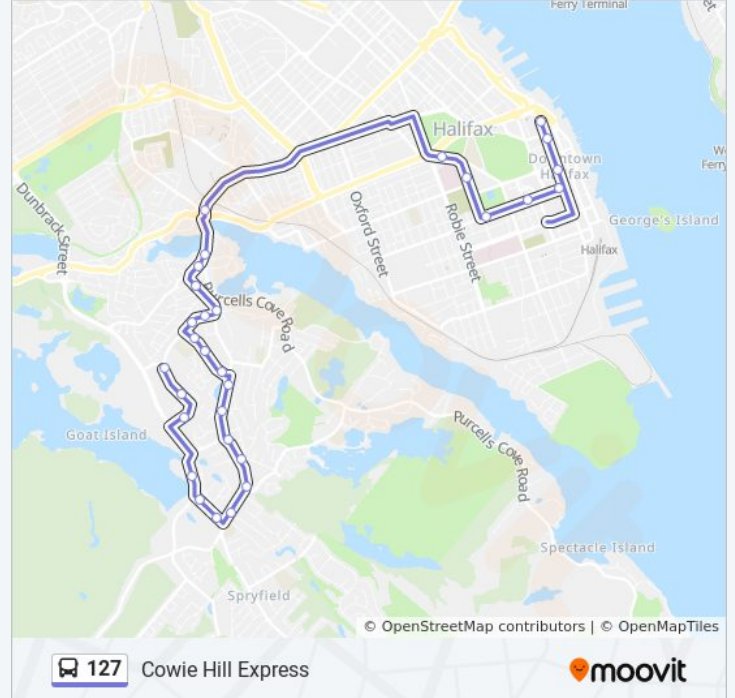 Ferry Terminal
Halifax
Downtown
Halifax
Ferry
Dunbrack Street
Oxford Street
Robie Street
George's Island
Halifax
Purcells Cove Road
Goat Island
Purcells Cove Road
Spectacle Island
Spryfield
© OpenStreetMap contributors | © OpenMapTiles
127 Cowie Hill Express
moovit